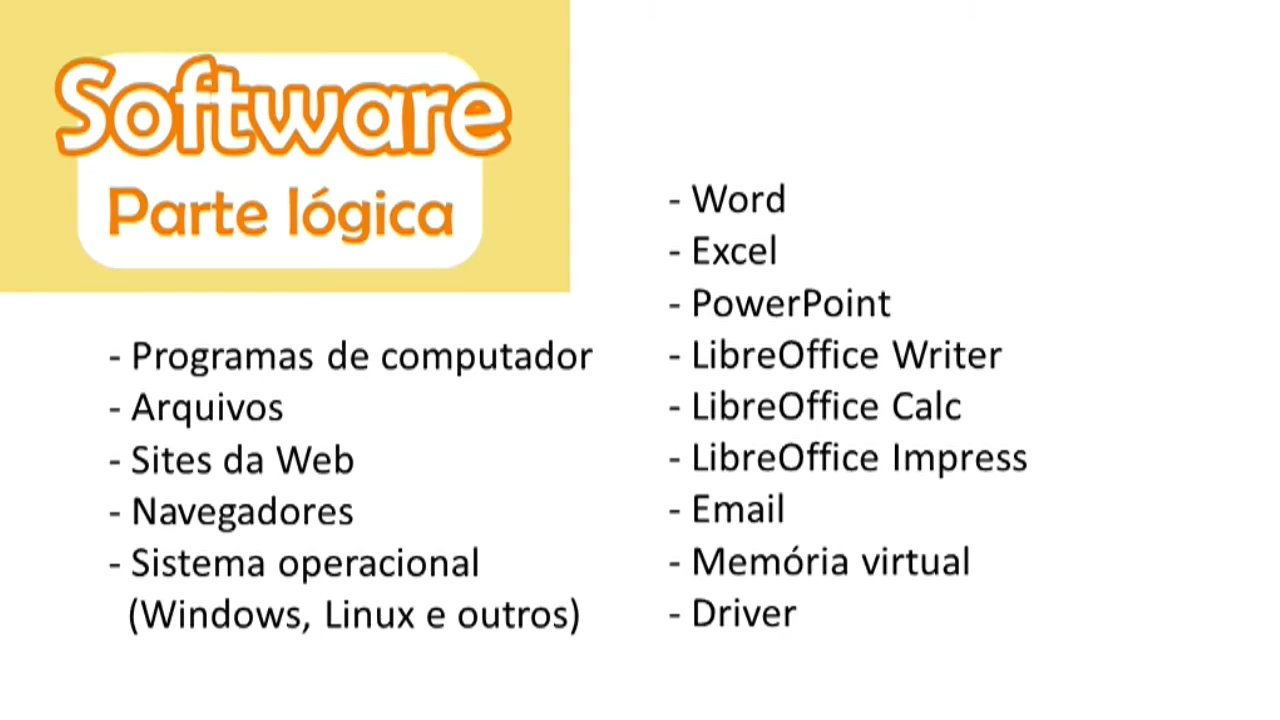 Software
Parte lógica
- Programas de computador
- Arquivos
- Sites da Web
- Navegadores
- Sistema operacional
(Windows, Linux e outros)
- Word
- Excel
- PowerPoint
- LibreOffice Writer
- LibreOffice Calc
- LibreOffice Impress
- Email
- Memória virtual
- Driver